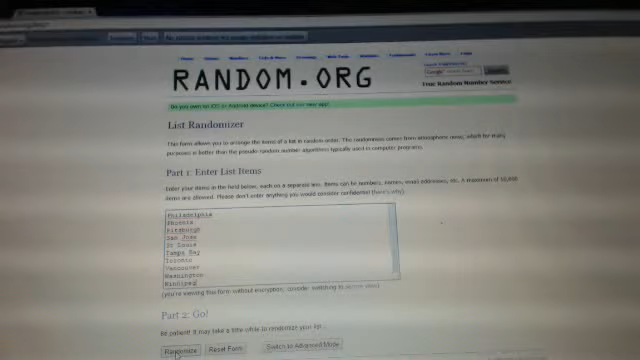 RANDOM.ORG
True Random Number Service
Do you own an iOS or Android device? Check out our new app!
List Randomizer
This form allows you to arrange the items of a list in random order. The randomness comes from atmospheric noise, which for many
purposes is better than the pseudo-random number algorithms typically used in computer programs.
Part 1: Enter List Items
Enter your items in the field below, each on a separate line. Items can be numbers, names, email addresses, etc. A maximum of 10,000
items are allowed. Please don't enter anything you would consider confidential (here's why).
Philadelphia
Phoenix
Pittsburgh
San Jose
St Louis
Tampa Bay
Toronto
Vancouver
Washington
Winnipeg
(you're viewing this form without encryption; consider switching to
Part 2: Go!
Be patient! It may take a little while to randomize your list
Randomize
Reset Form
Switch to Advanced Mode